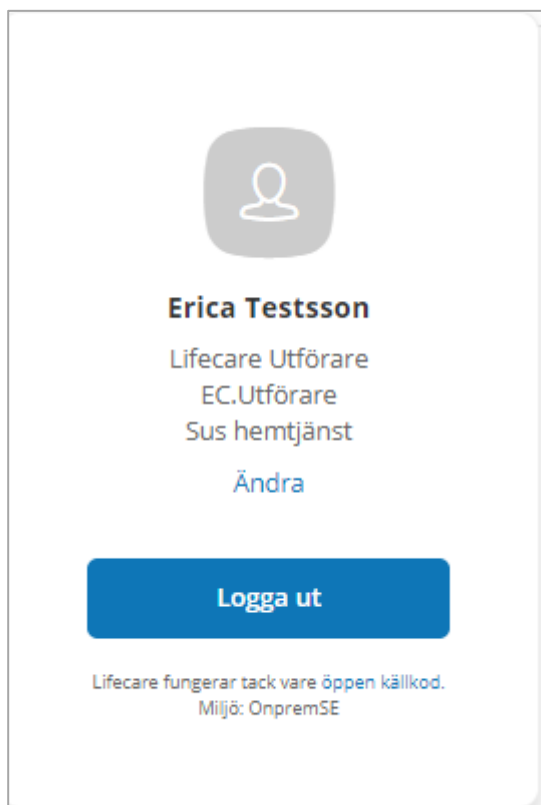 Erica Testsson
Lifecare Utförare
EC.Utförare
Sus hemtjänst
Ändra
Logga ut
Lifecare fungerar tack vare öppen källkod.
Miljö: OnpremSE